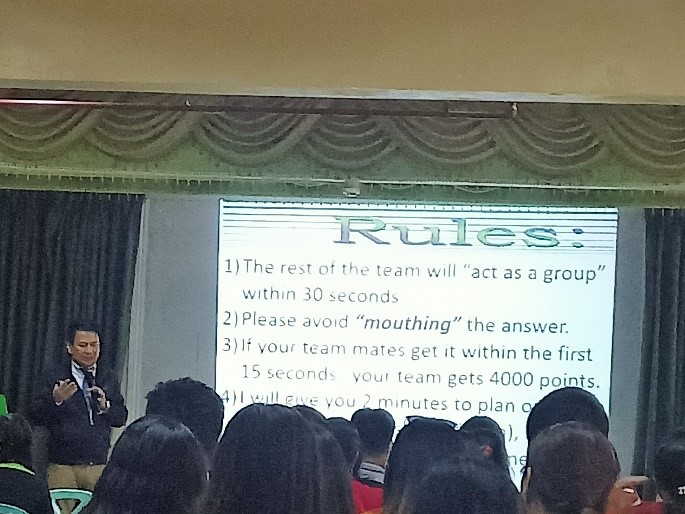 Rules:
1) The rest of the team will "act as a group"
within 30 seconds
2) Please avoid "mouthing" the answer.
3) If your team mates get it within the first
15 seconds, your team gets 4000 points.
4) I will give you 2 minutes to plan